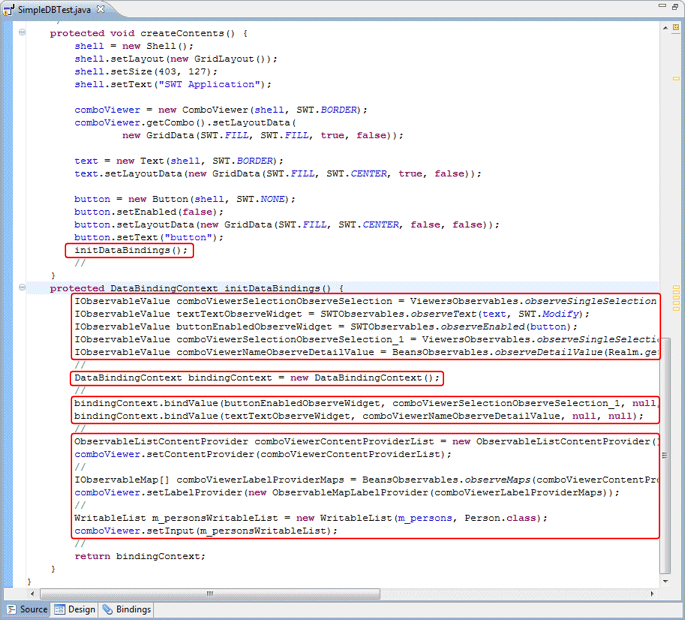 SimpleDBTest.java
protected void createContents() {
shell = new Shell();
shell.setLayout(new GridLayout());
shell.setSize(403, 127);
shell.setText("SWT Application");
comboViewer = new ComboViewer(shell, SWT.BORDER);
comboViewer.getCombo().setLayoutData(
new GridData(SWT.FILL, SWT.FILL, true, false));
text = new Text(shell, SWT.BORDER);
text.setLayoutData(new GridData(SWT.FILL, SWT.CENTER, true, false));
button = new Button(shell, SWT.NONE);
button.setEnabled(false);
button.setLayoutData(new GridData(SWT.FILL, SWT.CENTER, false, false));
button.setText("button");
initDataBindings();
//
}
protected DataBindingContext initDataBindings() {
IObservableValue comboViewerSelectionObserveSelection = ViewersObservables.observeSingleSelection
IObservableValue textTextObserveWidget = SWTObservables.observeText(text, SWT.Modify);
IObservableValue buttonEnabledObserveWidget = SWTObservables.observeEnabled(button);
IObservableValue comboViewerSelectionObserveSelection_1 = ViewersObservables.observeSingleSelecti
IObservableValue comboViewerNameObserveDetailValue = BeansObservables.observeDetailValue(Realm.ge
//
DataBindingContext bindingContext = new DataBindingContext();
//
bindingContext.bindValue(buttonEnabledObserveWidget, comboViewerSelectionObserveSelection_1, null
bindingContext.bindValue(textTextObserveWidget, comboViewerNameObserveDetailValue, null, null);
//
ObservableListContentProvider comboViewerContentProviderList = new ObservableListContentProvider()
comboViewer.setContentProvider(comboViewerContentProviderList);
//
IObservableMap[] comboViewerLabelProviderMaps = BeansObservables.observeMaps(comboViewerContentPro
comboViewer.setLabelProvider(new ObservableMapLabelProvider(comboViewerLabelProviderMaps));
//
WritableList m_personsWritableList = new WritableList(m_persons, Person.class);
comboViewer.setInput(m_personsWritableList);
//
return bindingContext;
}
}
Source Design Bindings